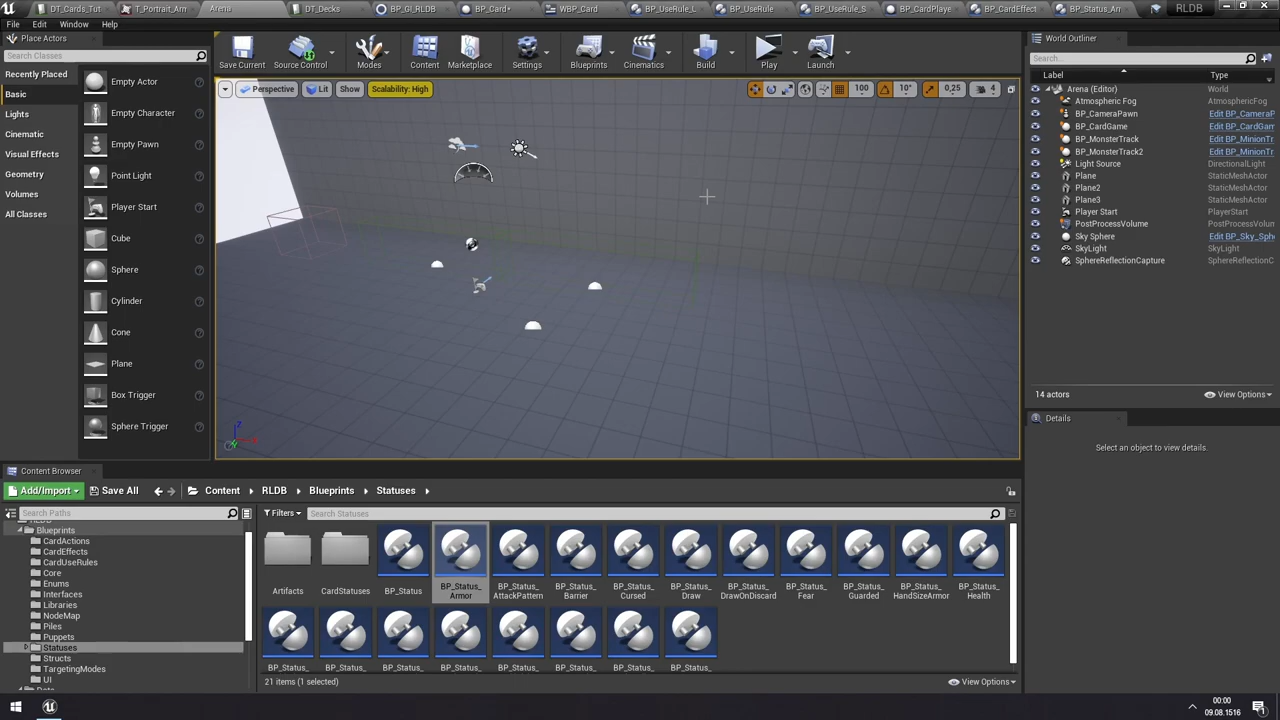 DT_Cards_Tut
T_Portrait_Arm
Arena
DT_Decks
BP_GI_RLDB
BP_Card*
WBP_Card
BP_UseRule_L
BP_UseRule
BP_UseRule_S
BP_CardPlaye
BP_CardEffect
BP_Status_Arr
RLDB
File Edit Window Help
Place Actors
Search Classes
Recently Placed
Basic
Lights
Cinematic
Visual Effects
Geometry
Volumes
All Classes
Empty Actor
Empty Character
Empty Pawn
Point Light
Player Start
Cube
Sphere
Cylinder
Cone
Plane
Box Trigger
Sphere Trigger
Save Current
Source Control
Modes
Content
Marketplace
Settings
Blueprints
Cinematics
Build
Play
Launch
Perspective
Lit
Show
Scalability: High
100
10°
0,25
4
Z
World Outliner
Search...
Label Type
Arena (Editor) World
Atmospheric Fog AtmosphericFog
BP_CameraPawn Edit BP_CameraP
BP_CardGame Edit BP_CardGam
BP_MonsterTrack Edit BP_MinionTr
BP_MonsterTrack2 Edit BP_MinionTr
Light Source DirectionalLight
Plane StaticMeshActor
Plane2 StaticMeshActor
Plane3 StaticMeshActor
Player Start PlayerStart
PostProcessVolume PostProcessVolum
Sky Sphere Edit BP_Sky_Sph
SkyLight SkyLight
SphereReflectionCapture SphereReflectionC
14 actors
View Options
Details
Select an object to view details.
Content Browser
Add/Import
Save All
Content
RLDB
Blueprints
Statuses
Search Paths
Filters
Search Statuses
Blueprints
CardActions
CardEffects
CardUseRules
Core
Enums
Interfaces
Libraries
NodeMap
Piles
Puppets
Statuses
Structs
TargetingModes
UI
Artifacts
CardStatuses
BP_Status
BP_Status_
Armor
BP_Status_
AttackPattern
BP_Status_
Barrier
BP_Status_
Cursed
BP_Status_
Draw
BP_Status_
DrawOnDiscard
BP_Status_
Fear
BP_Status_
Guarded
BP_Status_
HandSizeArmor
BP_Status_
Health
BP_Status_
BP_Status_
BP_Status_
BP_Status_
BP_Status_
BP_Status_
BP_Status_
BP_Status_
21 items (1 selected)
View Options
00:00
09.08.1516